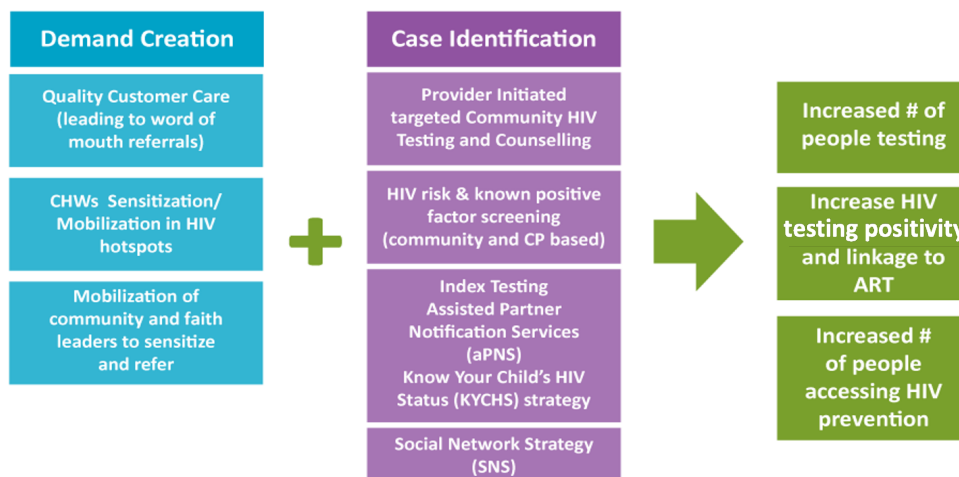 Demand Creation
Quality Customer Care
(leading to word of
mouth referrals)
CHWs Sensitization/
Mobilization in HIV
hotspots
Mobilization of
community and faith
leaders to sensitize
and refer
Case Identification
Provider Initiated
targeted Community HIV
Testing and Counselling
HIV risk & known positive
factor screening
(community and CP based)
Index Testing
Assisted Partner
Notification Services
(aPNS)
Know Your Child's HIV
Status (KYCHS) strategy
Social Network Strategy
(SNS)
Increased # of
people testing
Increase HIV
testing positivity
and linkage to
ART
Increased #
of people
accessing HIV
prevention